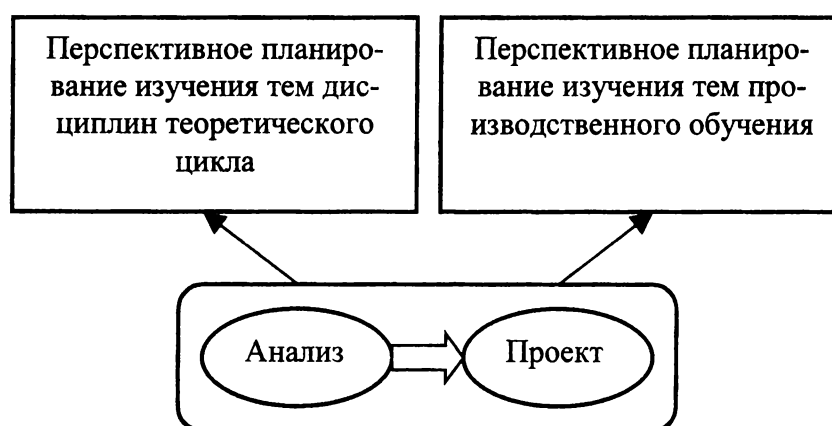 Перспективное планиро-
вание изучения тем дис-
циплин теоретического
цикла
Перспективное планиро-
вание изучения тем про-
изводственного обучения
Анализ
Проект